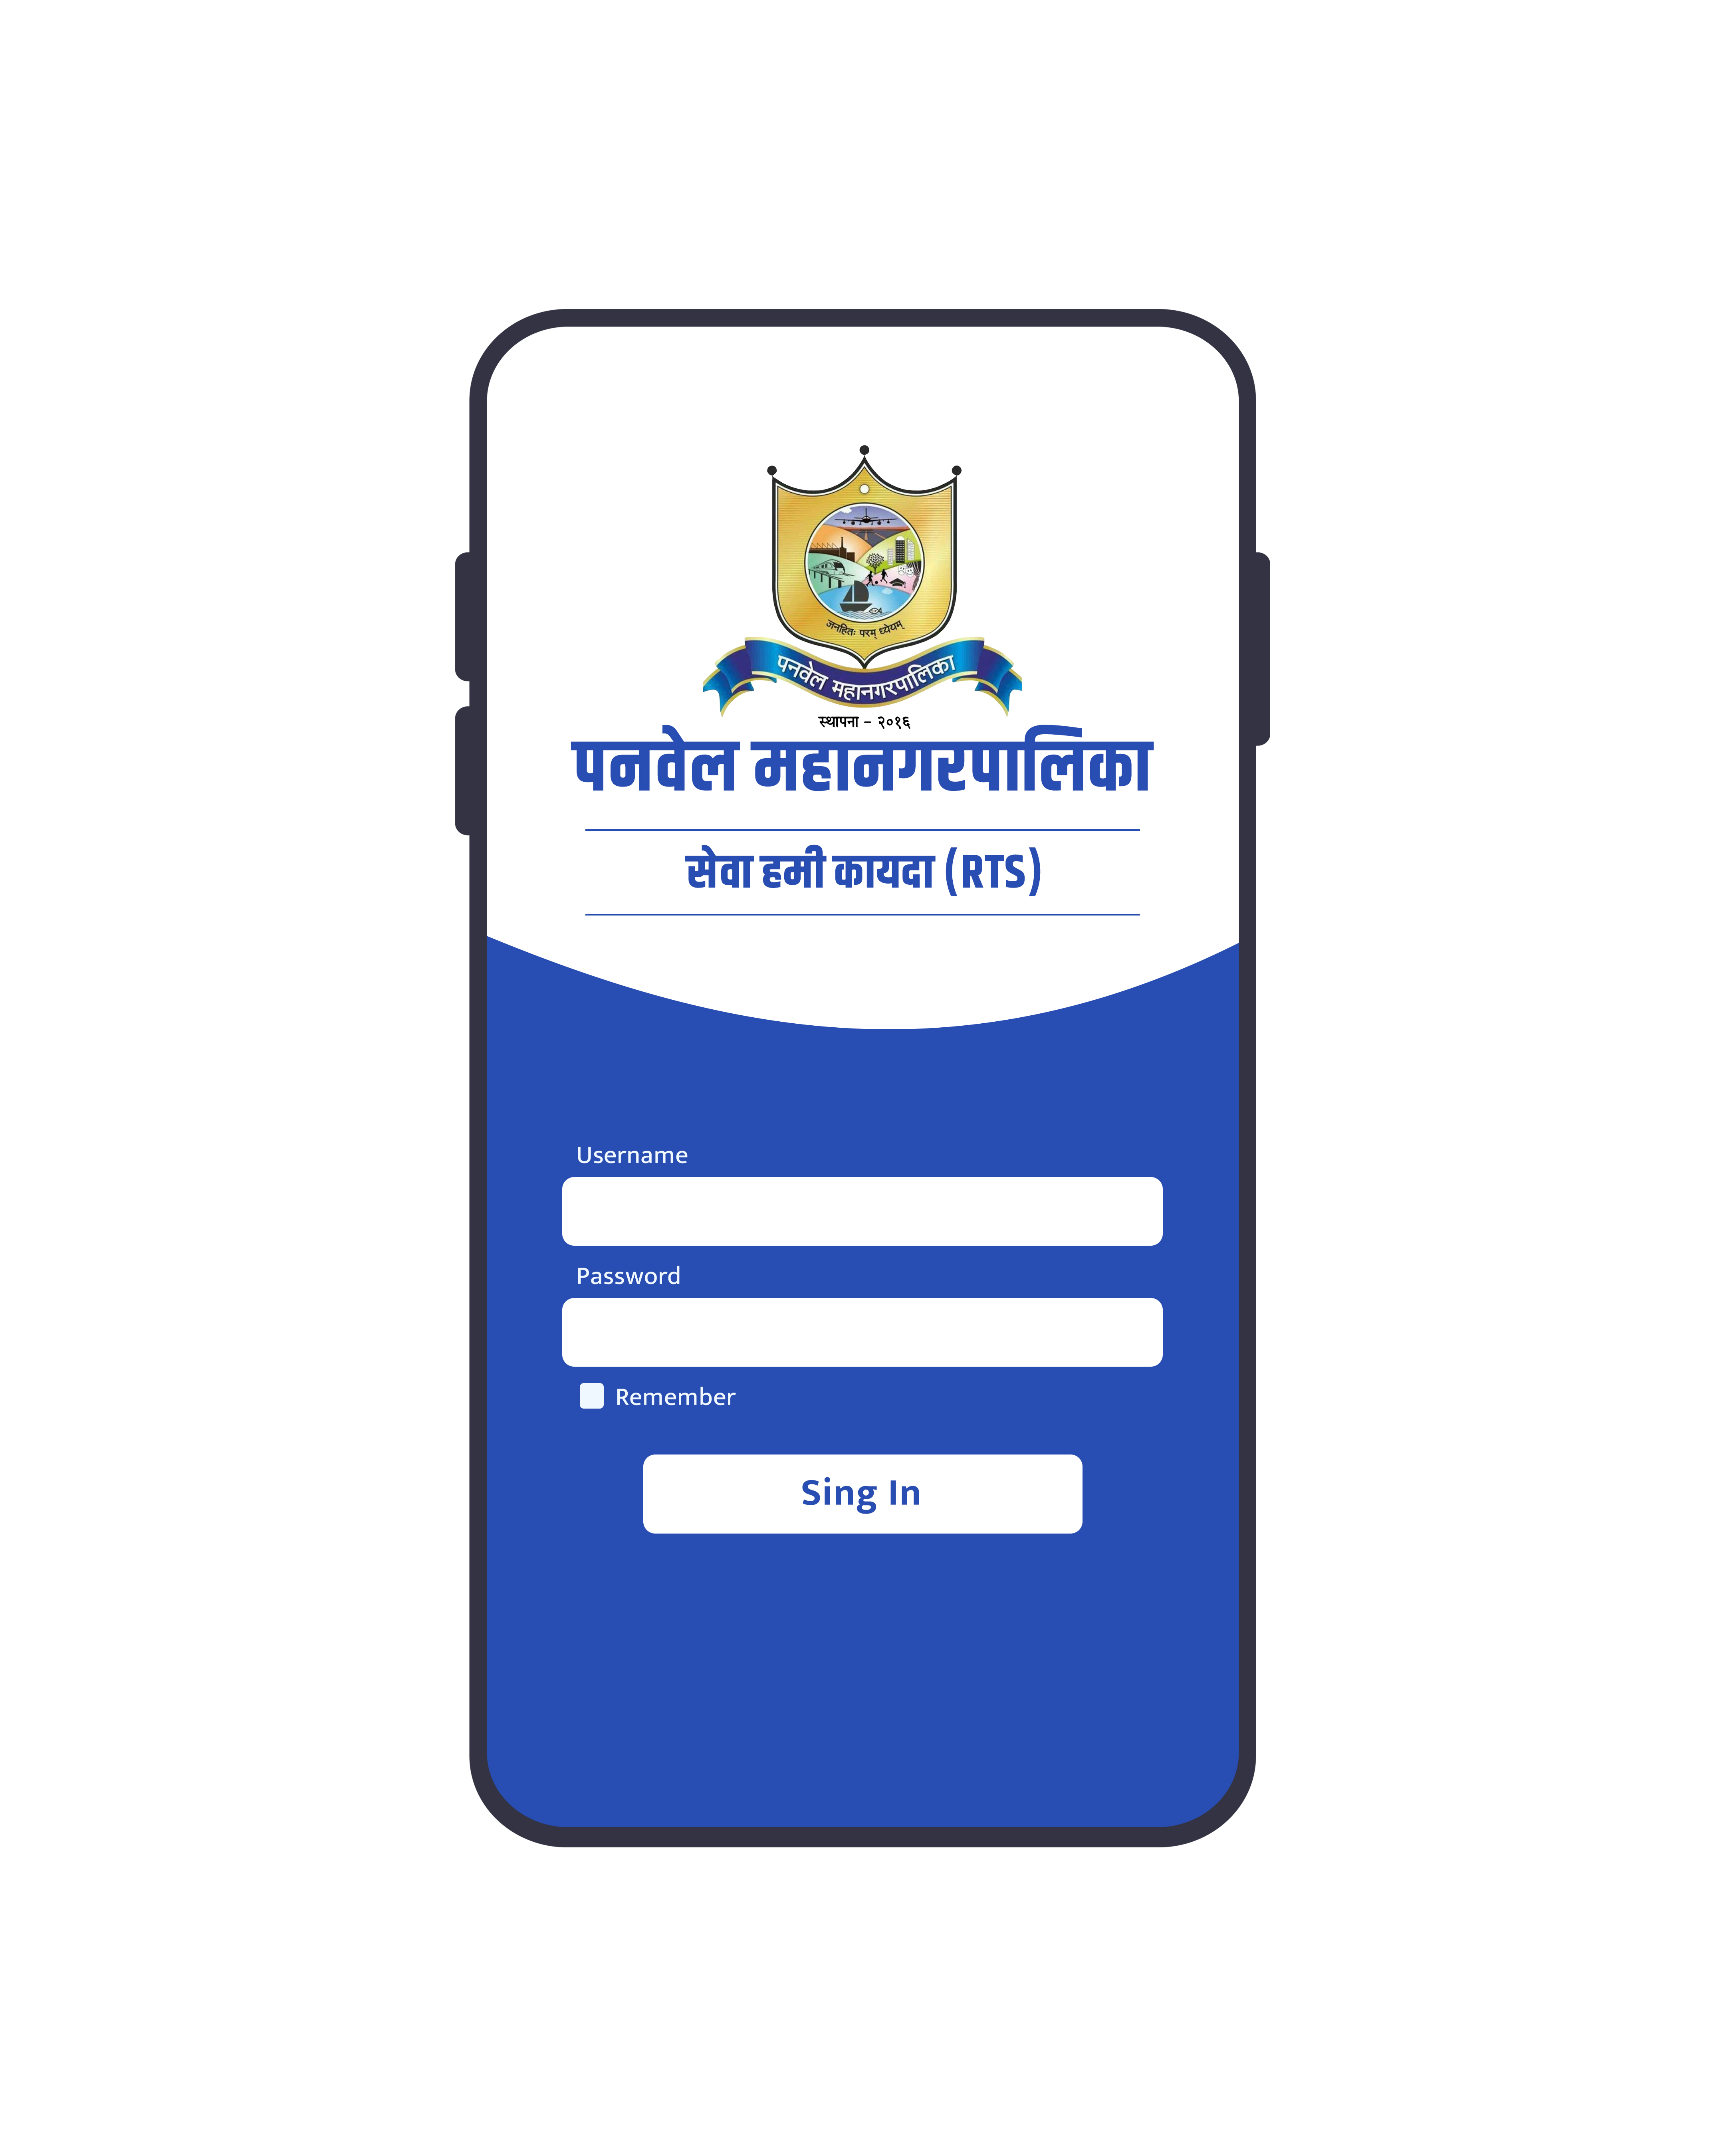 जनहितः परम् ध्येयम्
पनवेल महानगरपालिका
स्थापना - २०१६
पनवेल महानगरपालिका
सेवा हमी कायदा (RTS)
Username
Password
Remember
Sing In